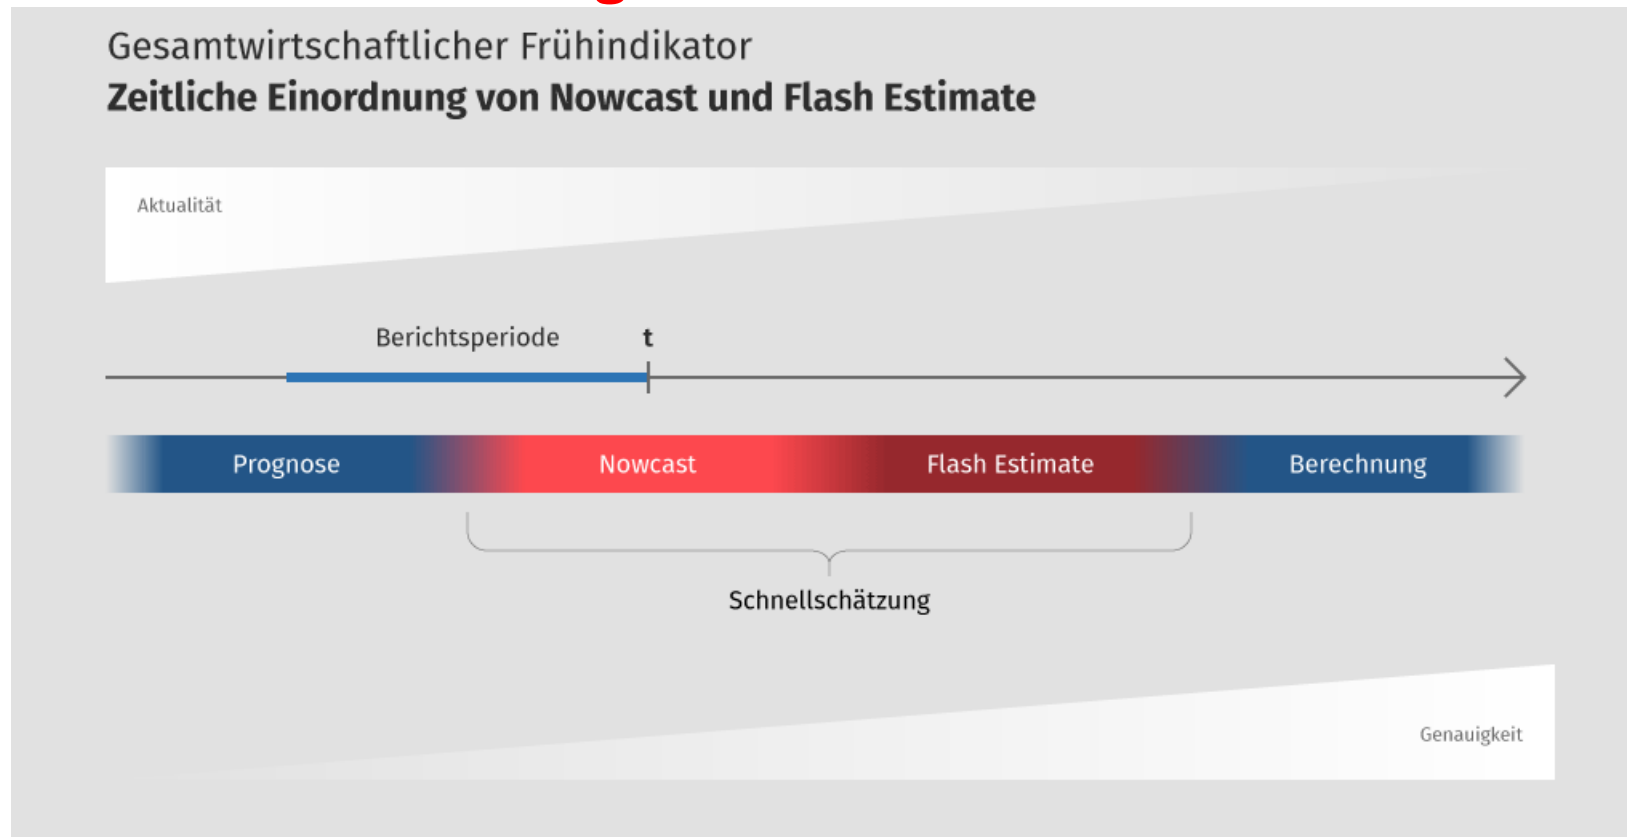 Gesamtwirtschaftlicher Frühindikator
Zeitliche Einordnung von Nowcast und Flash Estimate
Aktualität
Berichtsperiode t
Prognose Nowcast Flash Estimate Berechnung
Schnellschätzung
Genauigkeit